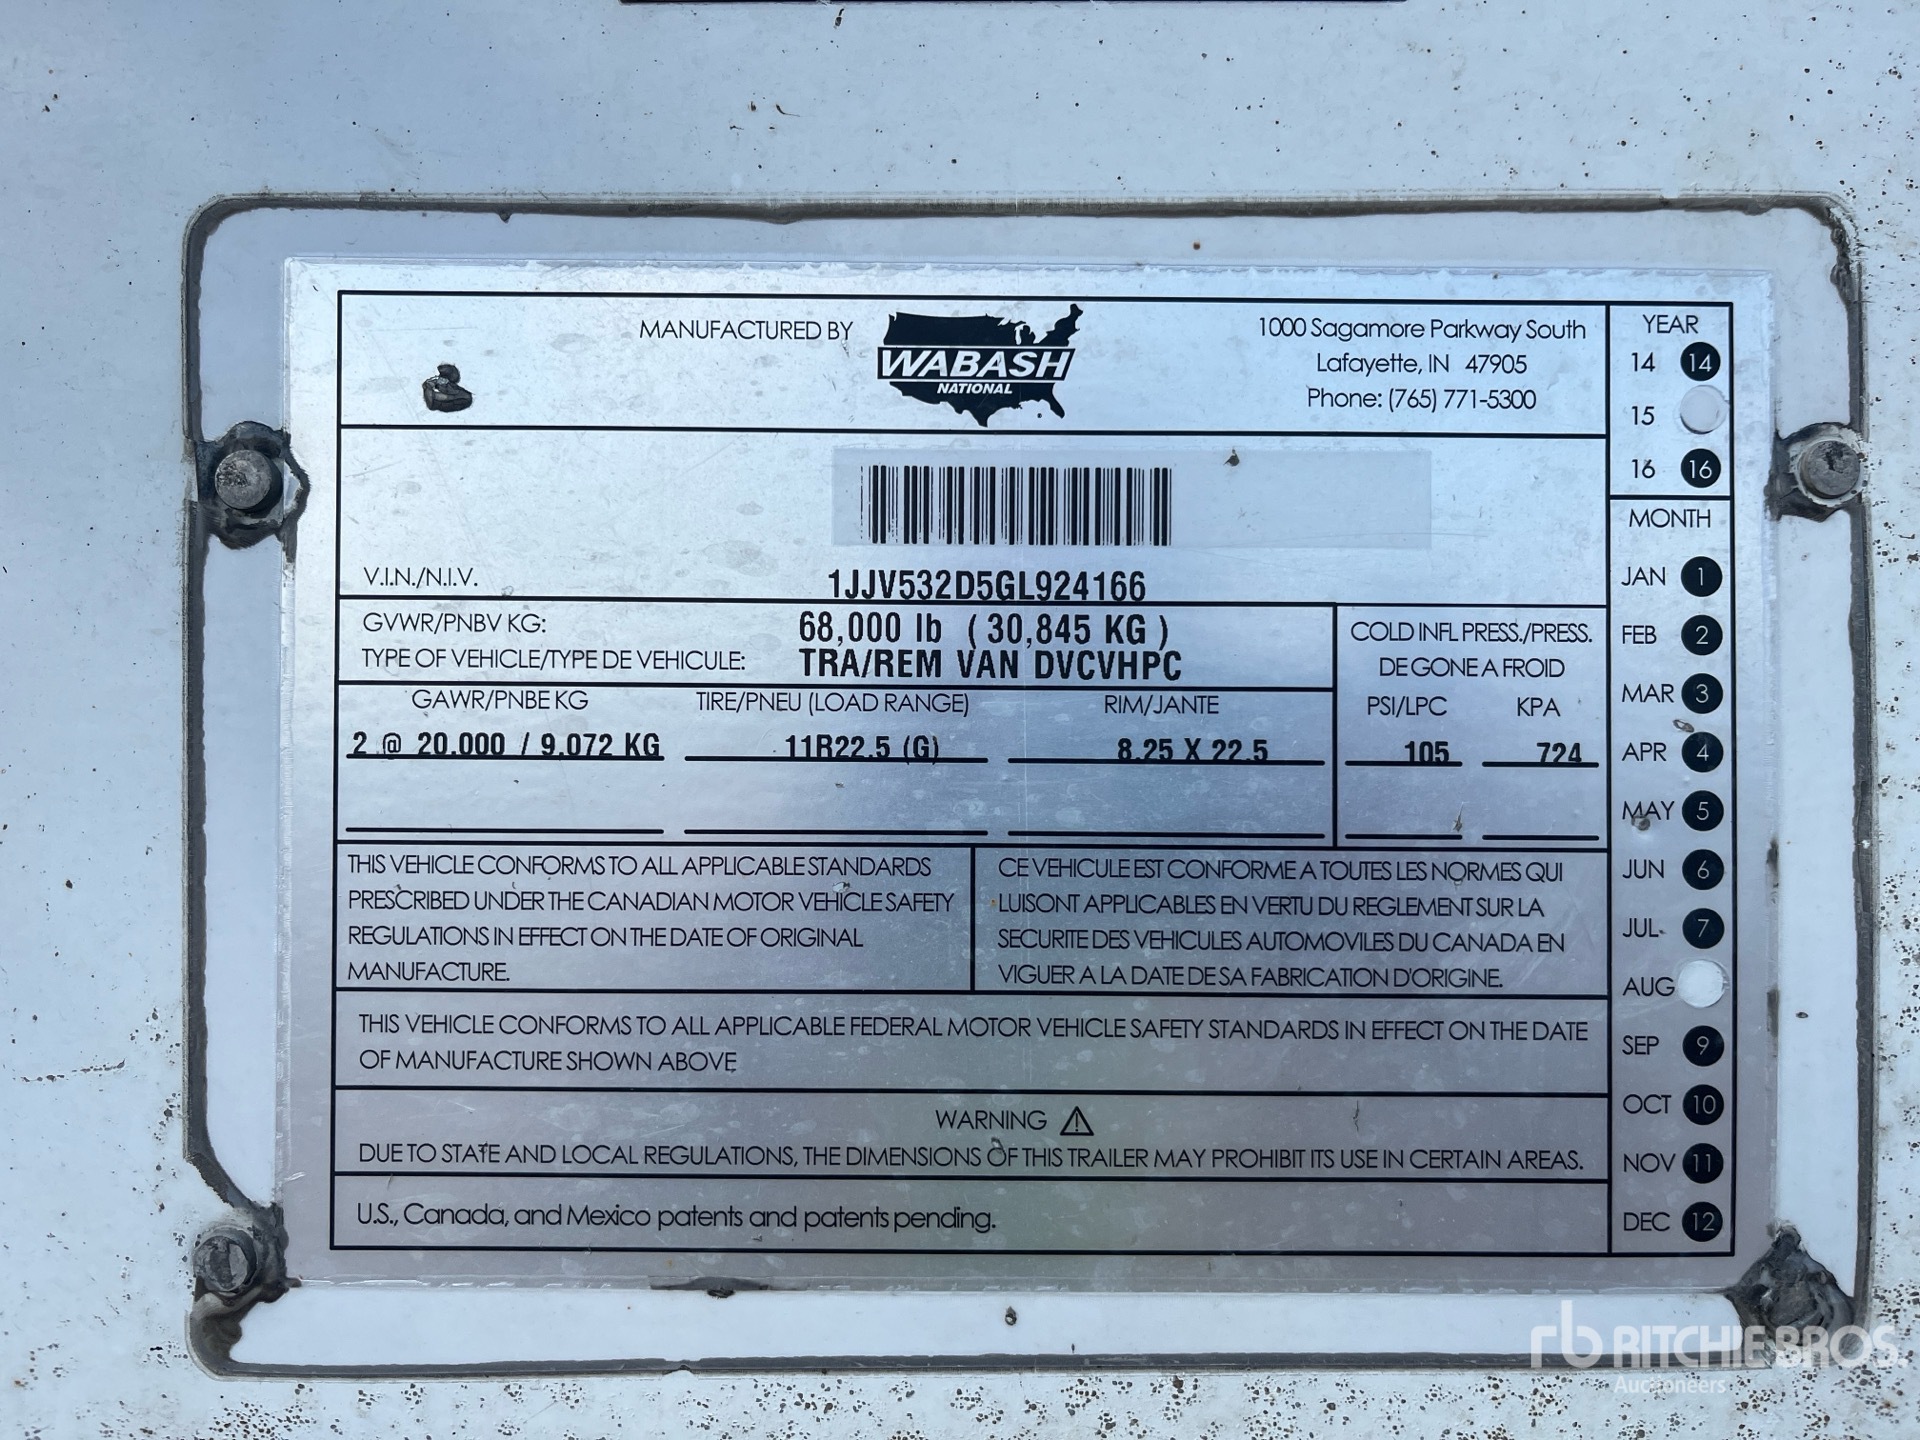 MANUFACTURED BY
WABASH
NATIONAL
1000 Sagamore Parkway South
Lafayette, IN 47905
Phone: (765) 771-5300
V.I.N./N.I.V. 1JJV532D5GL924166
GVWR/PNBV KG: 68,000 lb ( 30,845 KG )
TYPE OF VEHICLE/TYPE DE VEHICULE: TRA/REM VAN DVCVHPC
COLD INFL PRESS./PRESS.
DE GONE A FROID
GAWR/PNBE KG TIRE/PNEU (LOAD RANGE) RIM/JANTE PSI/LPC KPA
2 @ 20.000 / 9.072 KG 11R22.5 (G) 8.25 X 22.5 105 724
THIS VEHICLE CONFORMS TO ALL APPLICABLE STANDARDS
PRESCRIBED UNDER THE CANADIAN MOTOR VEHICLE SAFETY
REGULATIONS IN EFFECT ON THE DATE OF ORIGINAL
MANUFACTURE.
CE VEHICULE EST CONFORME A TOUTES LES NORMES QUI
LUISONT APPLICABLES EN VERTU DU REGLEMENT SUR LA
SECURITE DES VEHICULES AUTOMOVILES DU CANADA EN
VIGUER A LA DATE DE SA FABRICATION D'ORIGINE.
THIS VEHICLE CONFORMS TO ALL APPLICABLE FEDERAL MOTOR VEHICLE SAFETY STANDARDS IN EFFECT ON THE DATE
OF MANUFACTURE SHOWN ABOVE
WARNING
DUE TO STATE AND LOCAL REGULATIONS, THE DIMENSIONS OF THIS TRAILER MAY PROHIBIT ITS USE IN CERTAIN AREAS.
U.S., Canada, and Mexico patents and patents pending.
YEAR
14 14
15
16 16
MONTH
JAN 1
FEB 2
MAR 3
APR 4
MAY 5
JUN 6
JUL 7
AUG
SEP 9
OCT 10
NOV 11
DEC 12
rb RITCHIE BROS.
Auctioneers